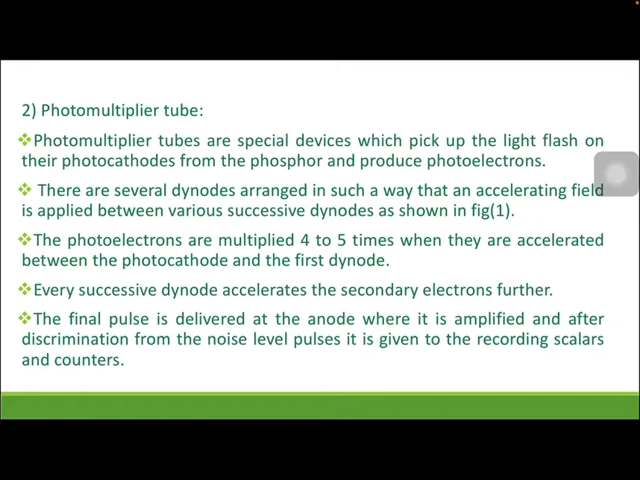 2) Photomultiplier tube:
❖Photomultiplier tubes are special devices which pick up the light flash on
their photocathodes from the phosphor and produce photoelectrons.
❖ There are several dynodes arranged in such a way that an accelerating field
is applied between various successive dynodes as shown in fig(1).
❖The photoelectrons are multiplied 4 to 5 times when they are accelerated
between the photocathode and the first dynode.
❖Every successive dynode accelerates the secondary electrons further.
❖The final pulse is delivered at the anode where it is amplified and after
discrimination from the noise level pulses it is given to the recording scalars
and counters.